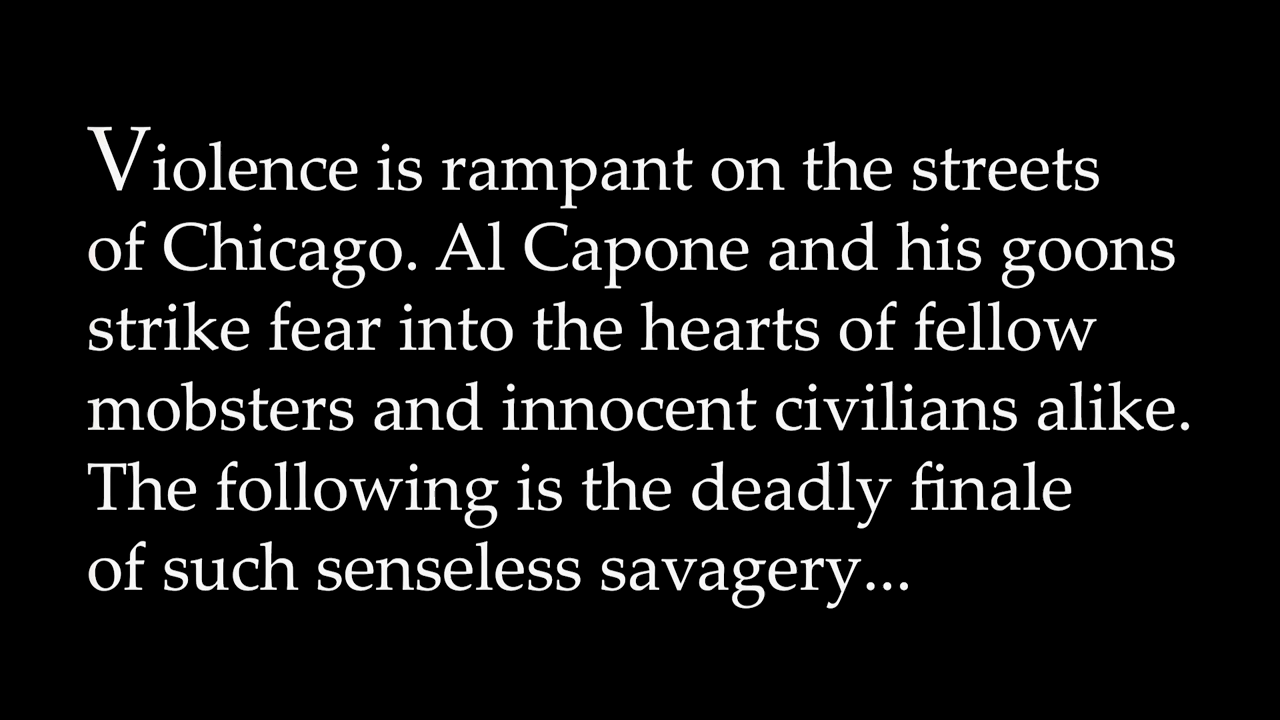 Violence is rampant on the streets
of Chicago. Al Capone and his goons
strike fear into the hearts of fellow
mobsters and innocent civilians alike.
The following is the deadly finale
of such senseless savagery...